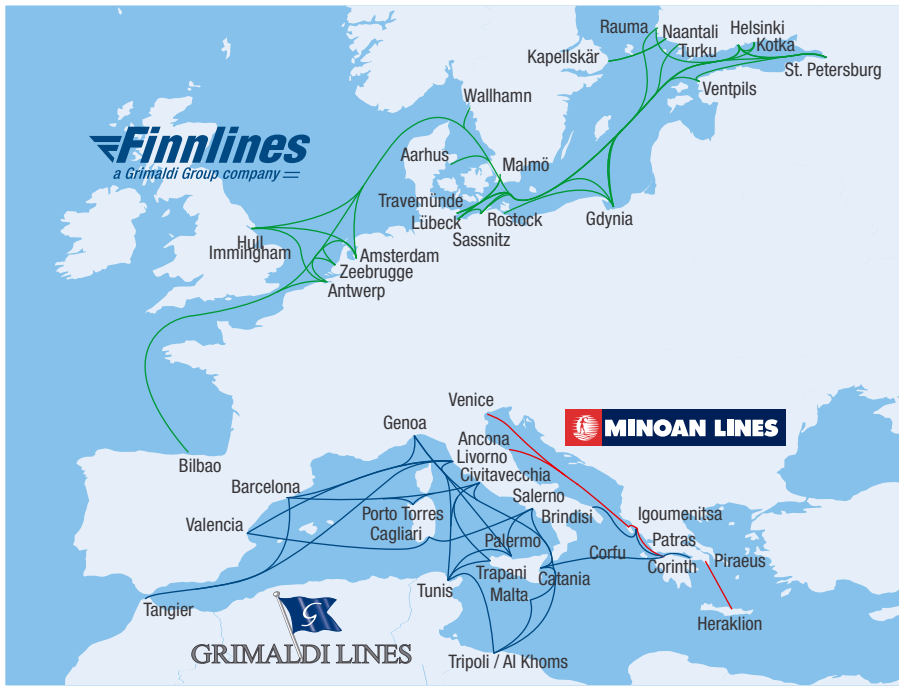 Rauma
Naantali
Helsinki
Turku
Kotka
Kapellskär
St. Petersburg
Ventpils
Wallhamn
Finnlines
a Grimaldi Group company
Aarhus
Malmö
Travemünde
Lübeck
Rostock
Gdynia
Sassnitz
Hull
Immingham
Amsterdam
Zeebrugge
Antwerp
Venice
MINOAN LINES
Genoa
Ancona
Livorno
Bilbao
Civitavecchia
Barcelona
Salerno
Porto Torres
Brindisi
Igoumenitsa
Valencia
Cagliari
Palermo
Patras
Corfu
Piraeus
Corinth
Trapani
Catania
Tunis
Malta
Tangier
G
Heraklion
GRIMALDI LINES
Tripoli / Al Khoms